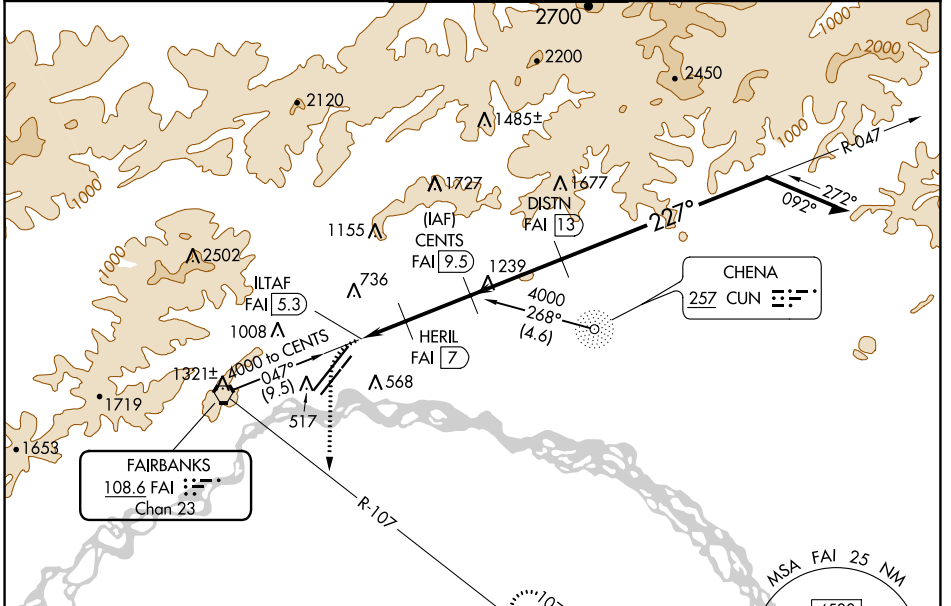 2700
1000
2000
2200
2450
2120
1485±
1000
R-047
1000
1727
1677
DISTN
FAI 13
272°
092°
(IAF)
CENTS
FAI 9.5
227°
1155
2502
1000
ILTAF
FAI 5.3
736
1239
4000
268°
(4.6)
CHENA
257 CUN
1008
HERIL
FAI 7
4000 to CENTS
047°
(9.5)
1321±
568
517
1719
1653
FAIRBANKS
108.6 FAI
Chan 23
R-107
MSA FAI 25 NM